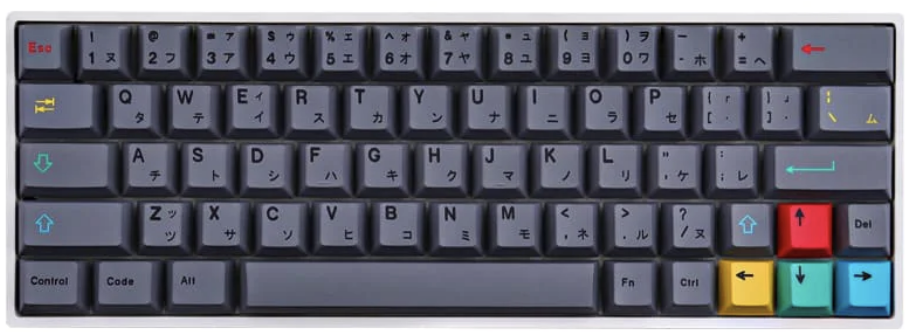 Esc ! 1 ヌ @ 2 フ # ァ 3 ア $ ゥ 4 ウ % ェ 5 エ ^ ォ 6 オ & ャ 7 ヤ * ュ 8 ユ ( ョ 9 ヨ ) ヲ 0 ワ - ホ + = ヘ ←
Q タ W テ E ィ イ R ス T カ Y ン U ナ I ニ O ラ P セ { 「 [ } 」 ] ¦ \ ム
A チ S ト D シ F ハ G キ H ク J マ K ノ L リ " ' ケ : ; レ
Z ッ ツ X サ C ソ V ヒ B コ N ミ M モ < , ネ > . ル ? / ヌ ↑ Del
Control Code Alt Fn Ctrl ← ↓ →